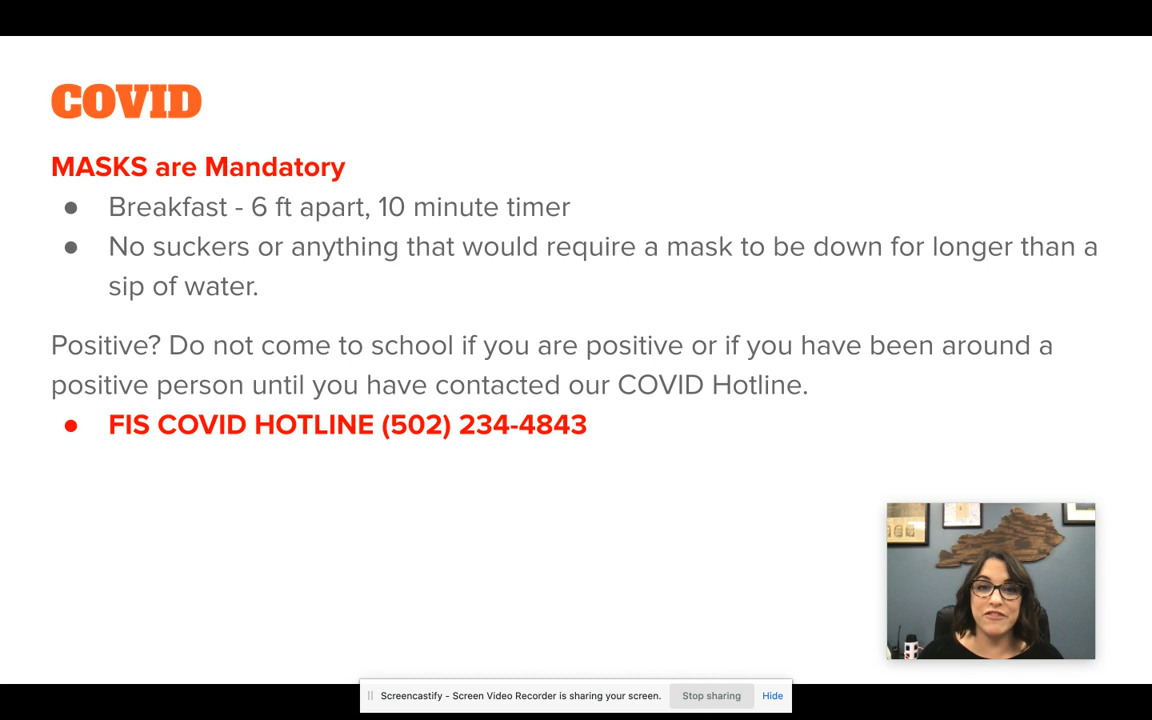 COVID
MASKS are Mandatory
● Breakfast - 6 ft apart, 10 minute timer
● No suckers or anything that would require a mask to be down for longer than a
sip of water.
Positive? Do not come to school if you are positive or if you have been around a
positive person until you have contacted our COVID Hotline.
● FIS COVID HOTLINE (502) 234-4843
Screencastify - Screen Video Recorder is sharing your screen. Stop sharing Hide